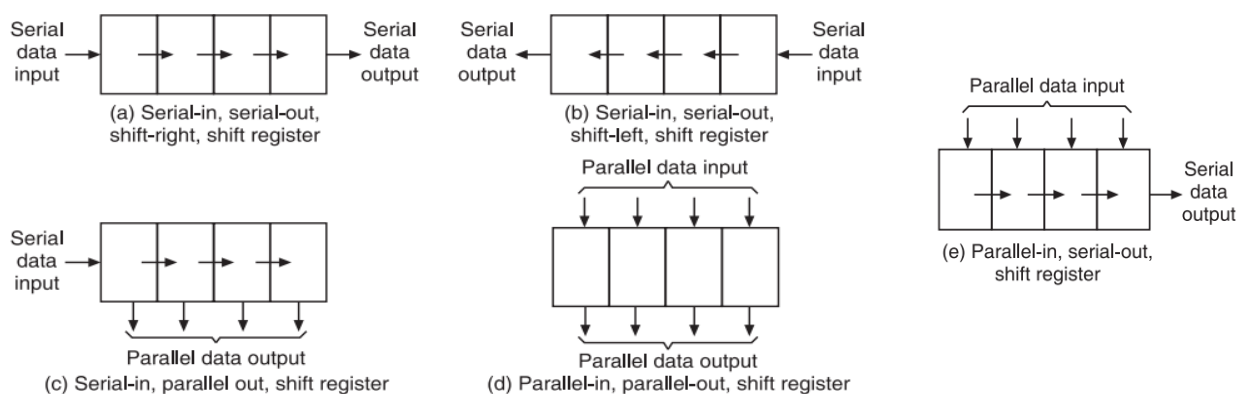 Serial
data
input
Serial
data
output
(a) Serial-in, serial-out,
shift-right, shift register
Serial
data
output
Serial
data
input
(b) Serial-in, serial-out,
shift-left, shift register
Serial
data
input
Parallel data output
(c) Serial-in, parallel out, shift register
Parallel data input
Parallel data output
(d) Parallel-in, parallel-out, shift register
Parallel data input
Serial
data
output
(e) Parallel-in, serial-out,
shift register